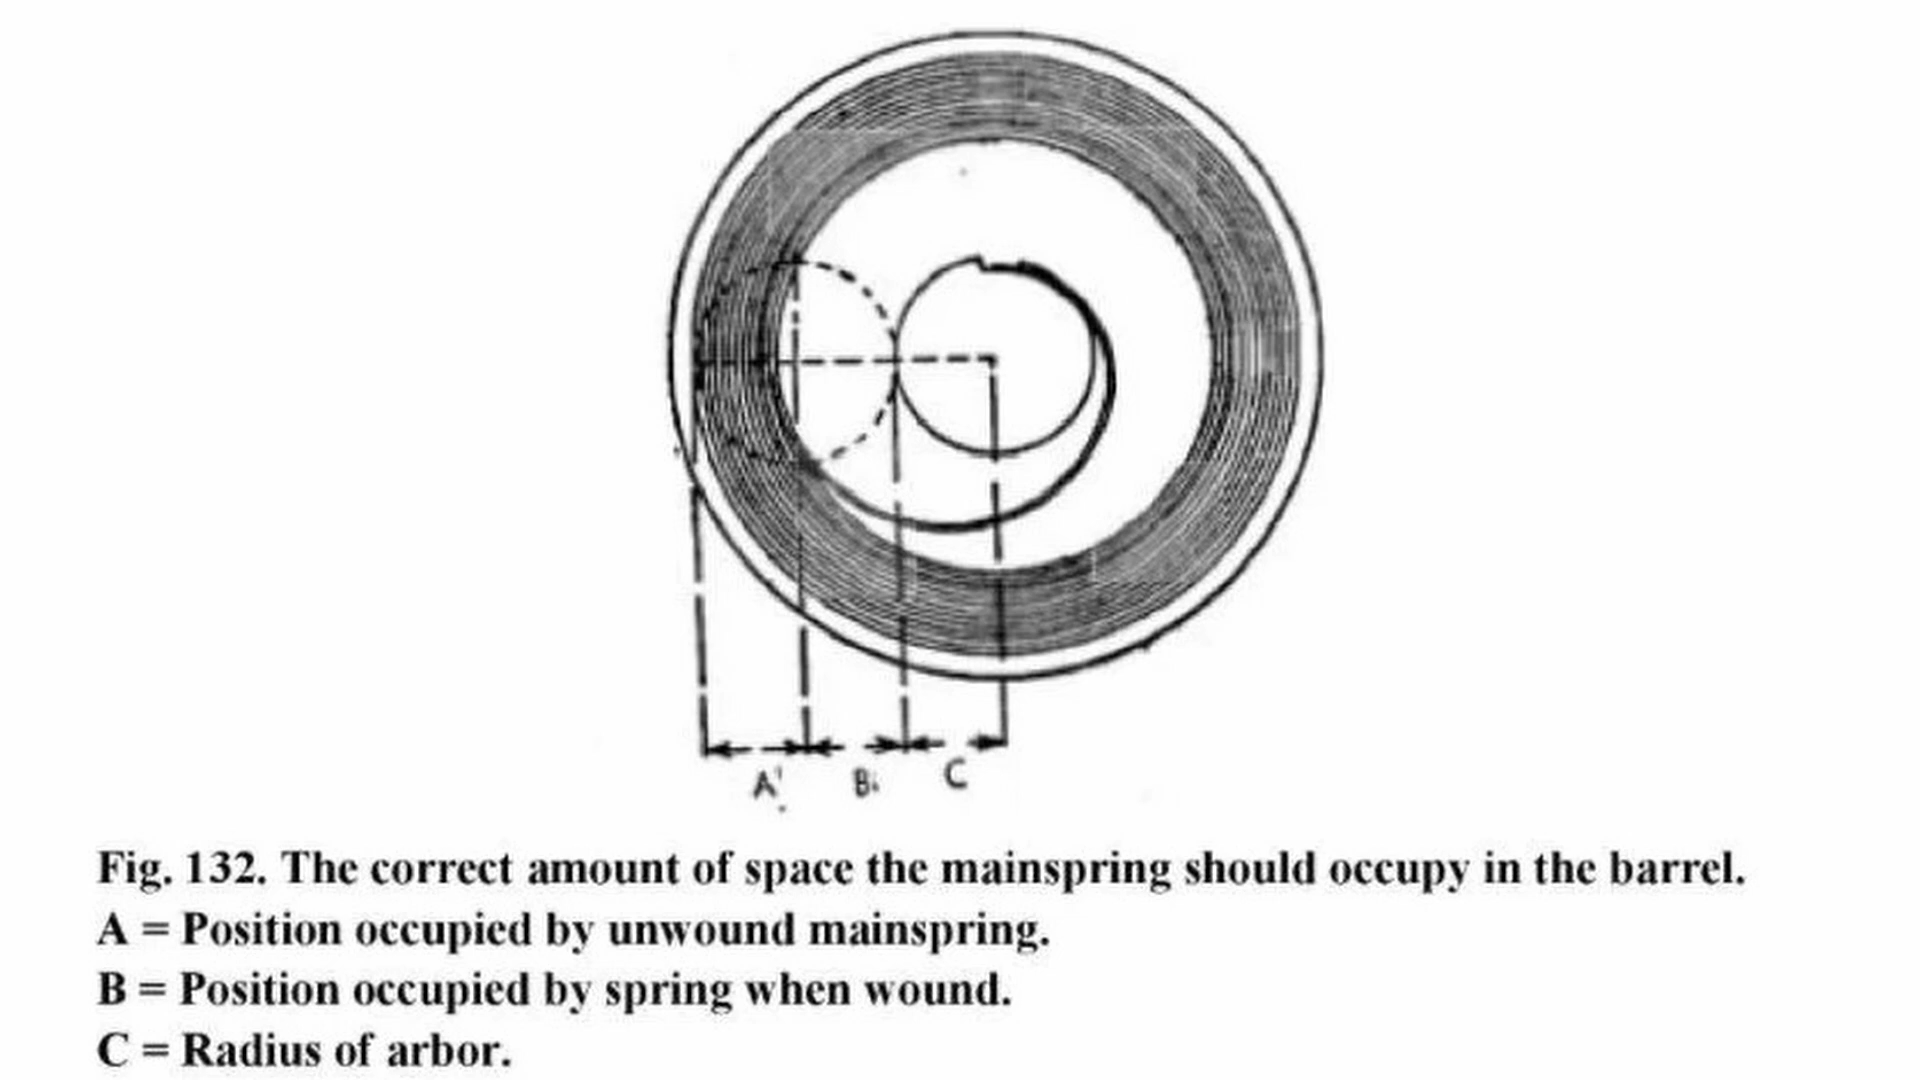 A' B C
Fig. 132. The correct amount of space the mainspring should occupy in the barrel.
A = Position occupied by unwound mainspring.
B = Position occupied by spring when wound.
C = Radius of arbor.